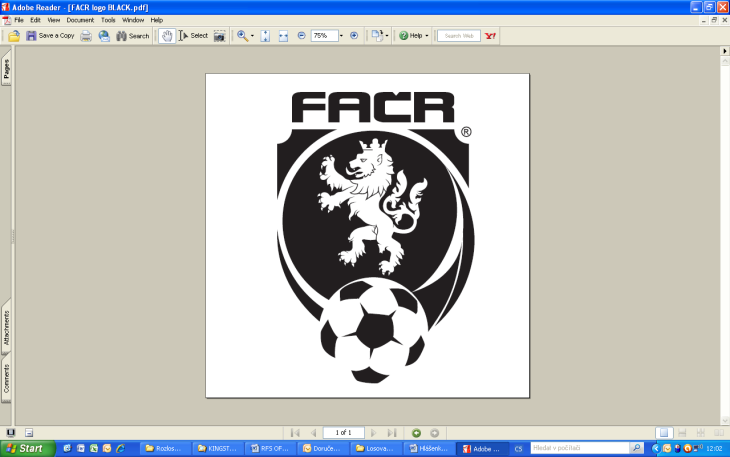 Adobe Reader - [FACR logo BLACK.pdf]
File Edit View Document Tools Window Help
Save a Copy Search Select 75% Help Search Web Y!
Pages
FAČR
®
Attachments
Comments
1 of 1
Start Rozlos... KINGST... RPS OF... Doruče... Losova... Hlášenk... Adobe ... CS Hledat v počítači 12:02